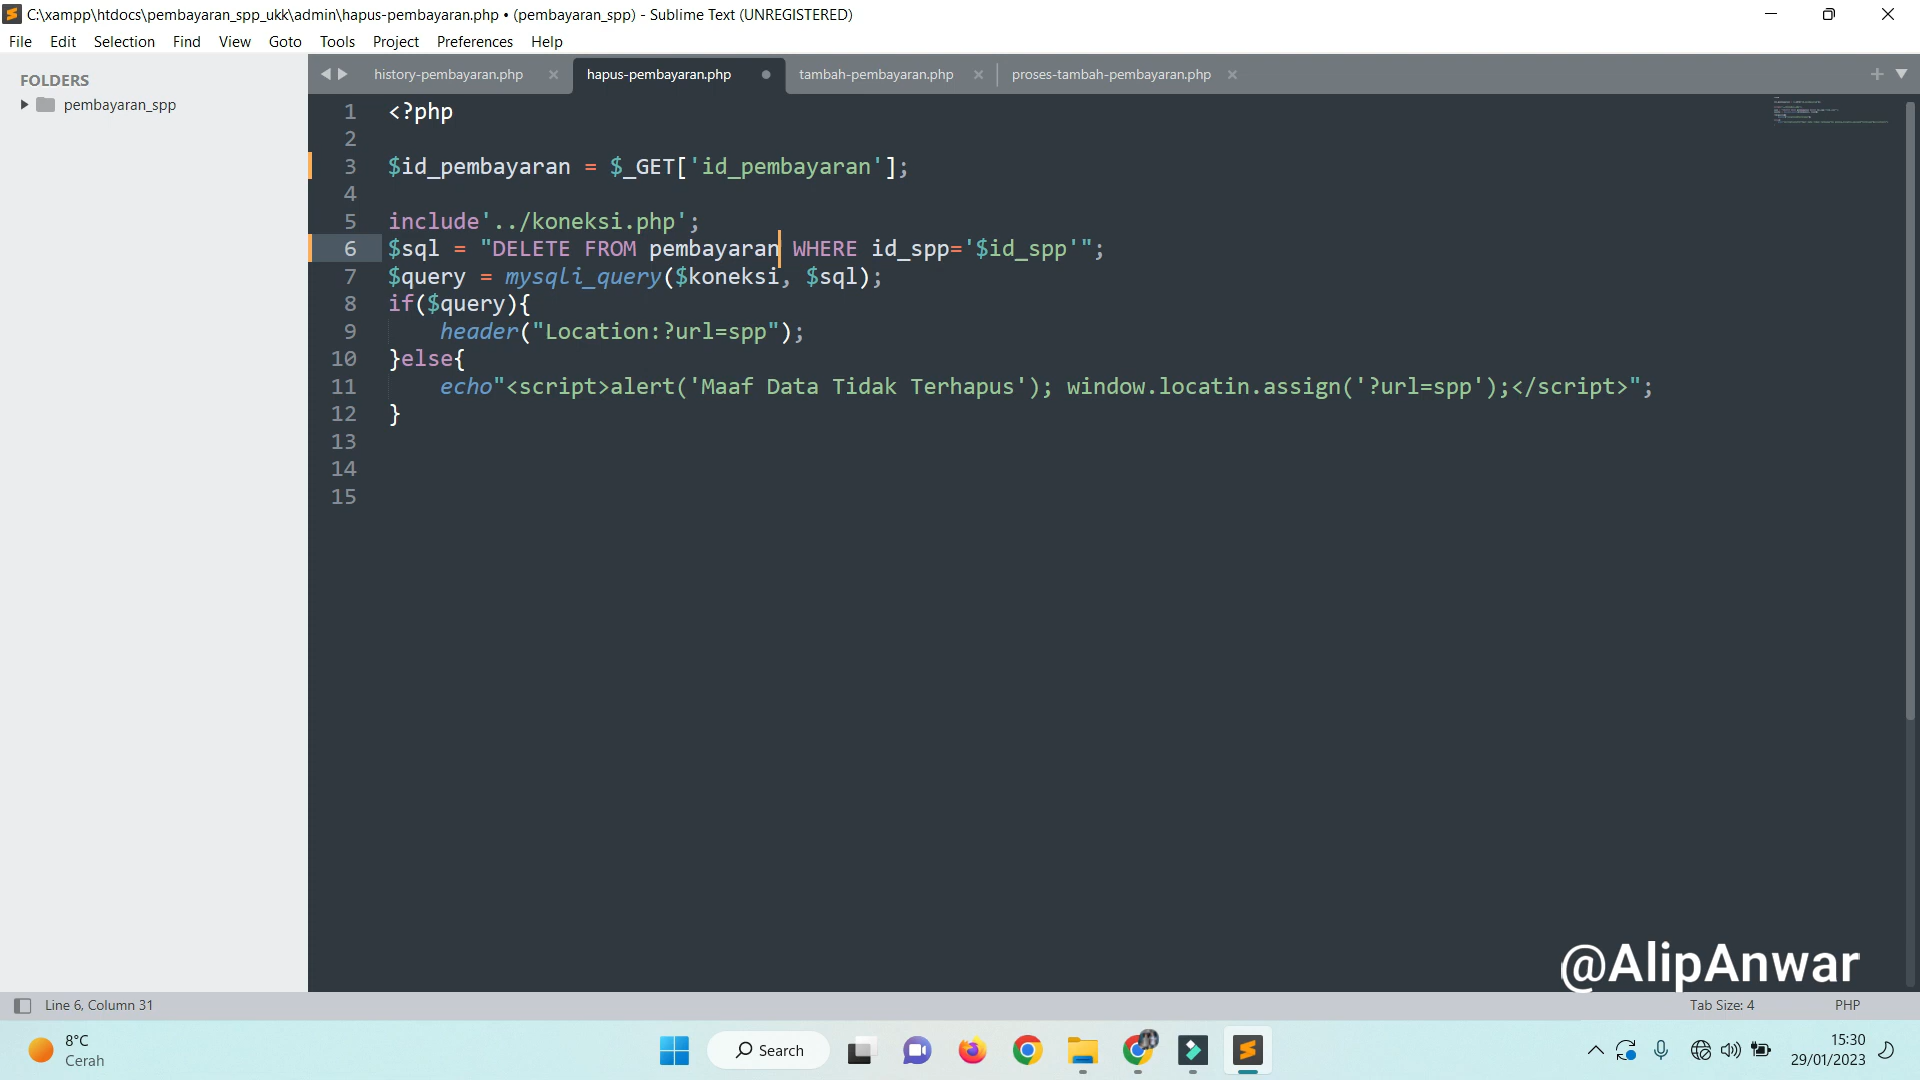 C:\xampp\htdocs\pembayaran_spp_ukk\admin\hapus-pembayaran.php • (pembayaran_spp) - Sublime Text (UNREGISTERED)
File Edit Selection Find View Goto Tools Project Preferences Help
FOLDERS
pembayaran_spp
history-pembayaran.php hapus-pembayaran.php tambah-pembayaran.php proses-tambah-pembayaran.php
1 <?php
2
3 $id_pembayaran = $_GET['id_pembayaran'];
4
5 include'../koneksi.php';
6 $sql = "DELETE FROM pembayaran WHERE id_spp='$id_spp'";
7 $query = mysqli_query($koneksi, $sql);
8 if($query){
9 header("Location:?url=spp");
10 }else{
11 echo"<script>alert('Maaf Data Tidak Terhapus'); window.locatin.assign('?url=spp');</script>";
12 }
13
14
15
@AlipAnwar
Line 6, Column 31 Tab Size: 4 PHP
8°C
Cerah
Search
15:30
29/01/2023